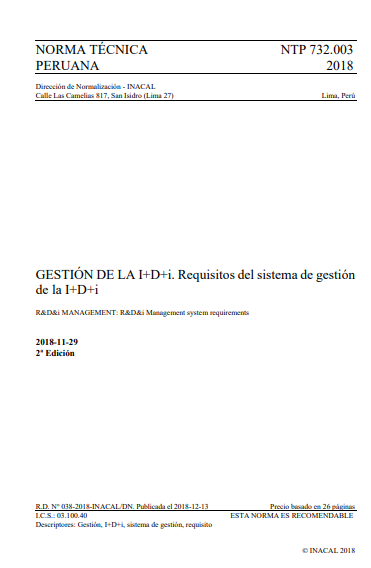 NORMA TÉCNICA NTP 732.003
PERUANA 2018
Dirección de Normalización - INACAL
Calle Las Camelias 817, San Isidro (Lima 27) Lima, Perú
GESTIÓN DE LA I+D+i. Requisitos del sistema de gestión
de la I+D+i
R&D&i MANAGEMENT: R&D&i Management system requirements
2018-11-29
2ª Edición
R.D. Nº 038-2018-INACAL/DN. Publicada el 2018-12-13 Precio basado en 26 páginas
I.C.S.: 03.100.40 ESTA NORMA ES RECOMENDABLE
Descriptores: Gestión, I+D+i, sistema de gestión, requisito
© INACAL 2018